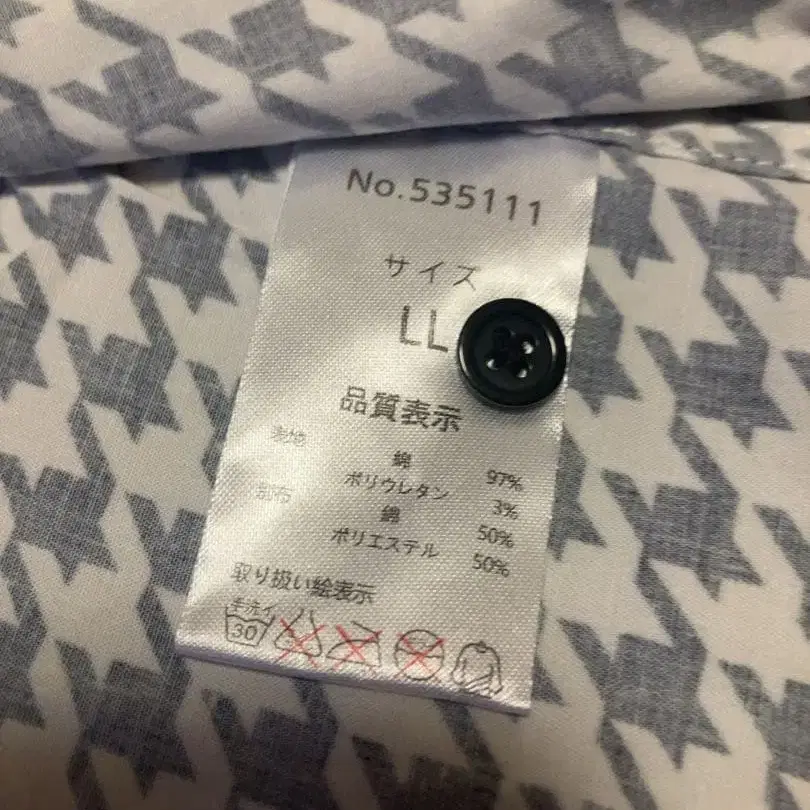 No.535111
サイズ
LL
品質表示
表地 綿 97%
ポリウレタン 3%
別布 綿 50%
ポリエステル 50%
取り扱い絵表示
手洗イ
30